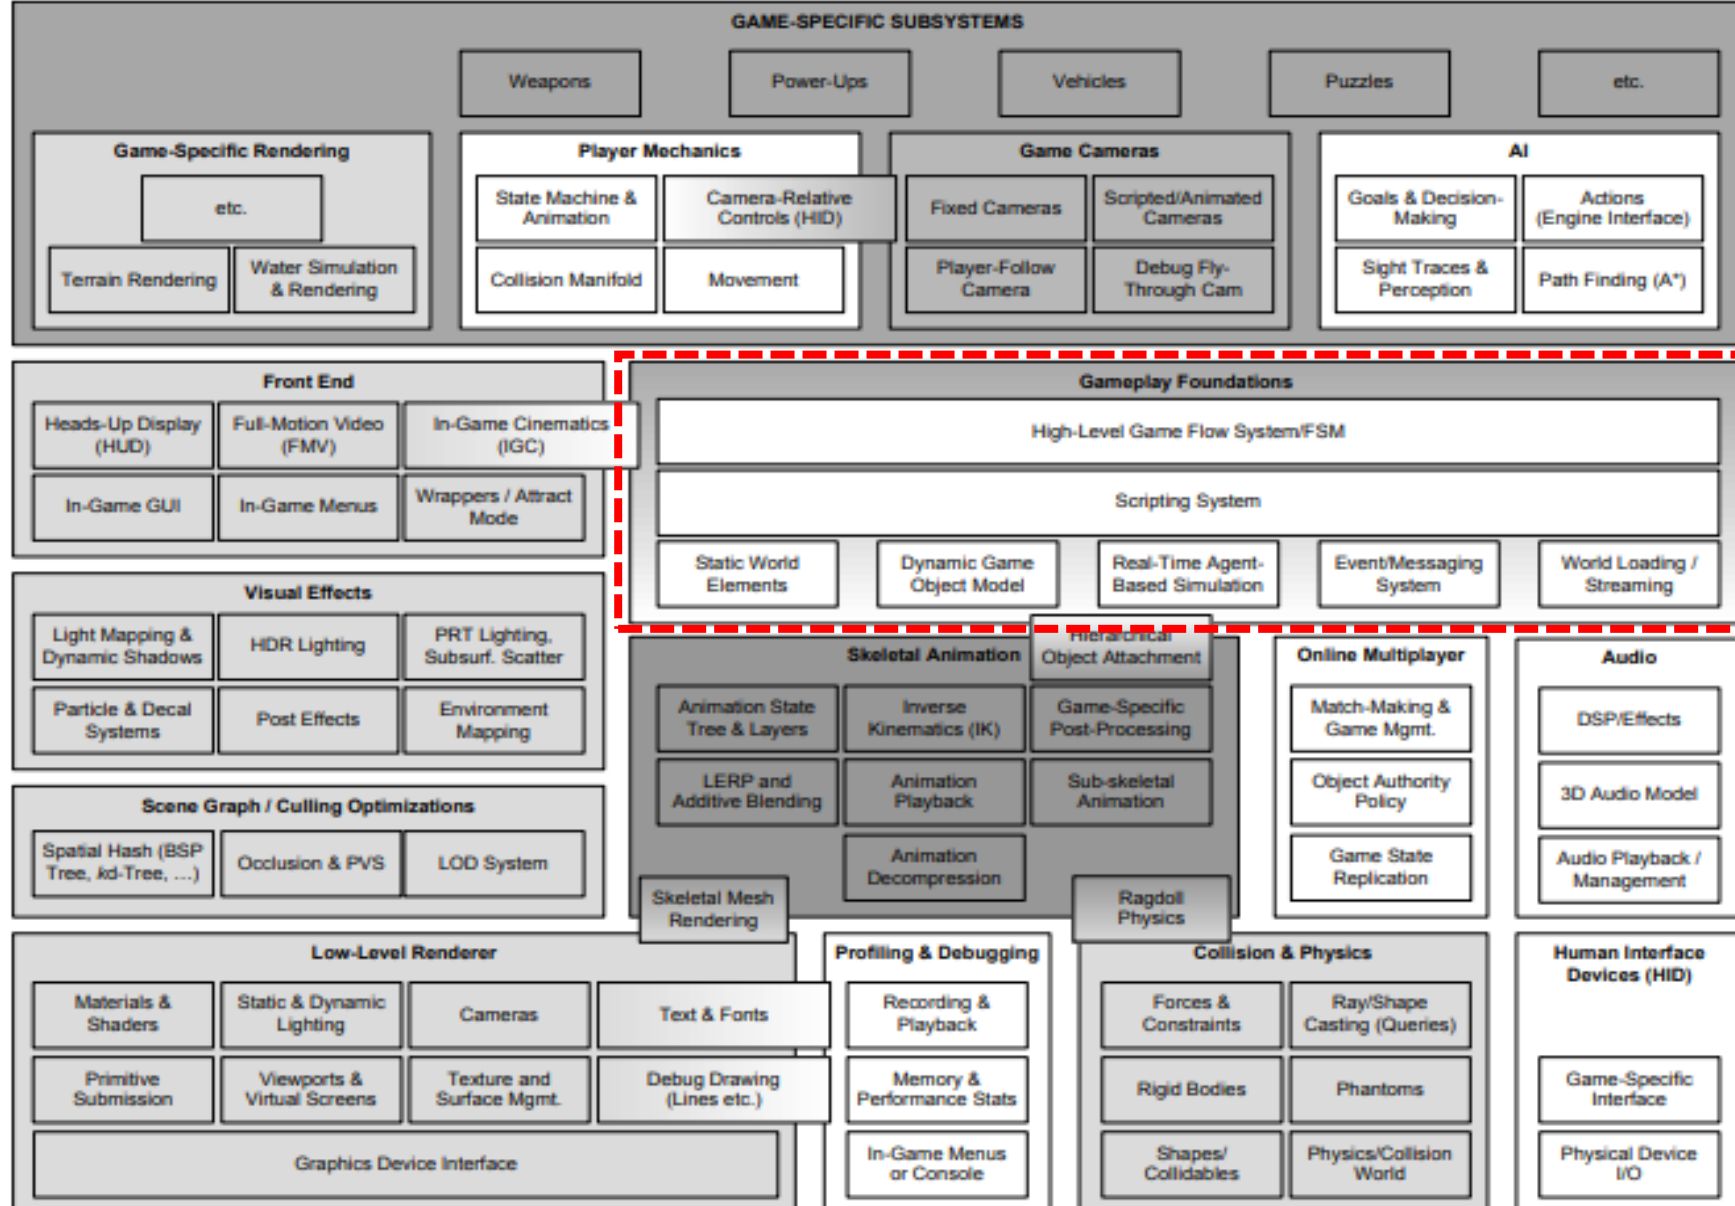 GAME-SPECIFIC SUBSYSTEMS
Weapons
Power-Ups
Vehicles
Puzzles
etc.
Game-Specific Rendering
etc.
Terrain Rendering
Water Simulation
& Rendering
Player Mechanics
State Machine &
Animation
Camera-Relative
Controls (HID)
Collision Manifold
Movement
Game Cameras
Fixed Cameras
Scripted/Animated
Cameras
Player-Follow
Camera
Debug Fly-
Through Cam
AI
Goals & Decision-
Making
Actions
(Engine Interface)
Sight Traces &
Perception
Path Finding (A*)
Front End
Heads-Up Display
(HUD)
Full-Motion Video
(FMV)
In-Game Cinematics
(IGC)
In-Game GUI
In-Game Menus
Wrappers / Attract
Mode
Gameplay Foundations
High-Level Game Flow System/FSM
Scripting System
Static World
Elements
Dynamic Game
Object Model
Real-Time Agent-
Based Simulation
Event/Messaging
System
World Loading /
Streaming
Visual Effects
Light Mapping &
Dynamic Shadows
HDR Lighting
PRT Lighting,
Subsurf. Scatter
Particle & Decal
Systems
Post Effects
Environment
Mapping
Skeletal Animation
Hierarchical
Object Attachment
Animation State
Tree & Layers
Inverse
Kinematics (IK)
Game-Specific
Post-Processing
LERP and
Additive Blending
Animation
Playback
Sub-skeletal
Animation
Animation
Decompression
Online Multiplayer
Match-Making &
Game Mgmt.
Object Authority
Policy
Game State
Replication
Audio
DSP/Effects
3D Audio Model
Audio Playback /
Management
Scene Graph / Culling Optimizations
Spatial Hash (BSP
Tree, kd-Tree, ...)
Occlusion & PVS
LOD System
Skeletal Mesh
Rendering
Ragdoll
Physics
Low-Level Renderer
Materials &
Shaders
Static & Dynamic
Lighting
Cameras
Text & Fonts
Primitive
Submission
Viewports &
Virtual Screens
Texture and
Surface Mgmt.
Debug Drawing
(Lines etc.)
Graphics Device Interface
Profiling & Debugging
Recording &
Playback
Memory &
Performance Stats
In-Game Menus
or Console
Collision & Physics
Forces &
Constraints
Ray/Shape
Casting (Queries)
Rigid Bodies
Phantoms
Shapes/
Collidables
Physics/Collision
World
Human Interface
Devices (HID)
Game-Specific
Interface
Physical Device
I/O